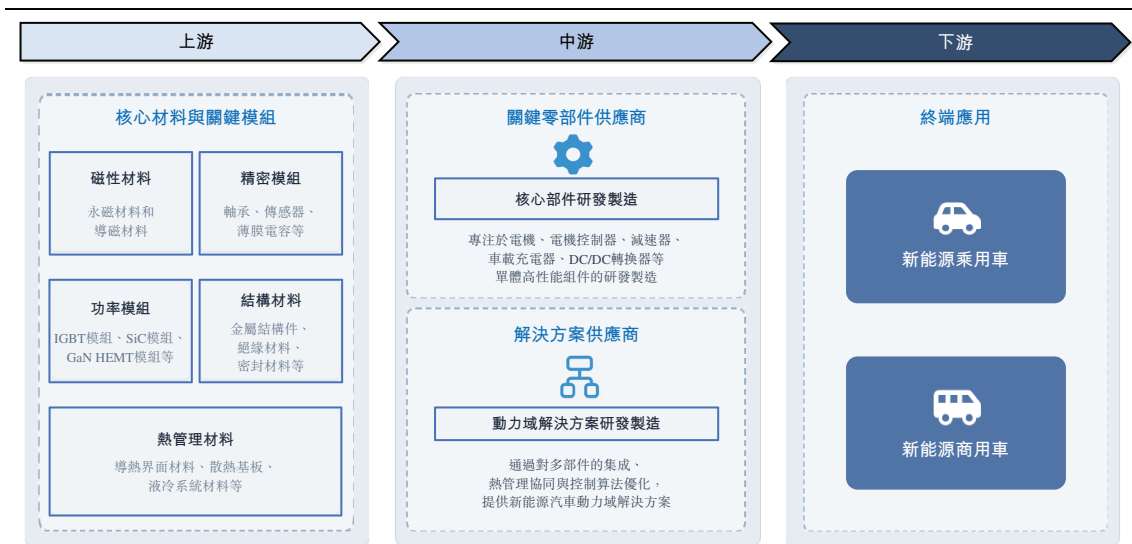 上游
中游
下游
核心材料與關鍵模組
磁性材料
永磁材料和
導磁材料
精密模組
軸承、傳感器、
薄膜電容等
功率模組
IGBT模組、SiC模組、
GaN HEMT模組等
結構材料
金屬結構件、
絕緣材料、
密封材料等
熱管理材料
導熱界面材料、散熱基板、
液冷系統材料等
關鍵零部件供應商
核心部件研發製造
專注於電機、電機控制器、減速器、
車載充電器、DC/DC轉換器等
單體高性能組件的研發製造
解決方案供應商
動力域解決方案研發製造
通過對多部件的集成、
熱管理協同與控制算法優化，
提供新能源汽車動力域解決方案
終端應用
新能源乘用車
新能源商用車